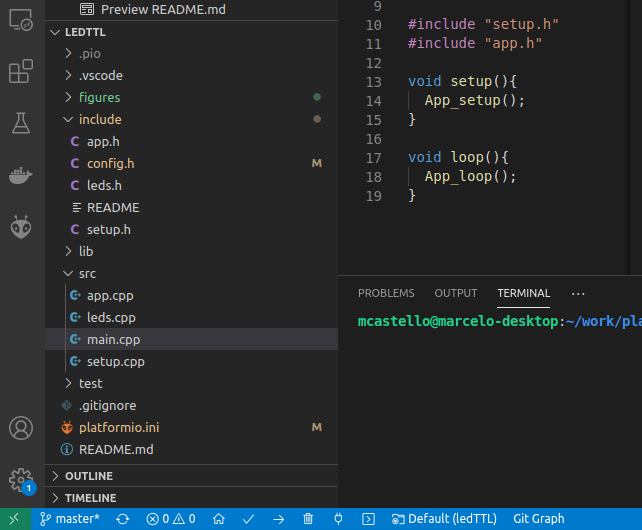 Preview README.md
LEDTTL
.pio
.vscode
figures
include
app.h
config.h M
leds.h
README
setup.h
lib
src
app.cpp
leds.cpp
main.cpp
setup.cpp
test
.gitignore
platformio.ini M
README.md
OUTLINE
TIMELINE
1
9
10 #include "setup.h"
11 #include "app.h"
12
13 void setup(){
14 App_setup();
15 }
16
17 void loop(){
18 App_loop();
19 }
PROBLEMS OUTPUT TERMINAL ···
mcastello@marcelo-desktop:~/work/pla
master* 0 0 Default (ledTTL) Git Graph